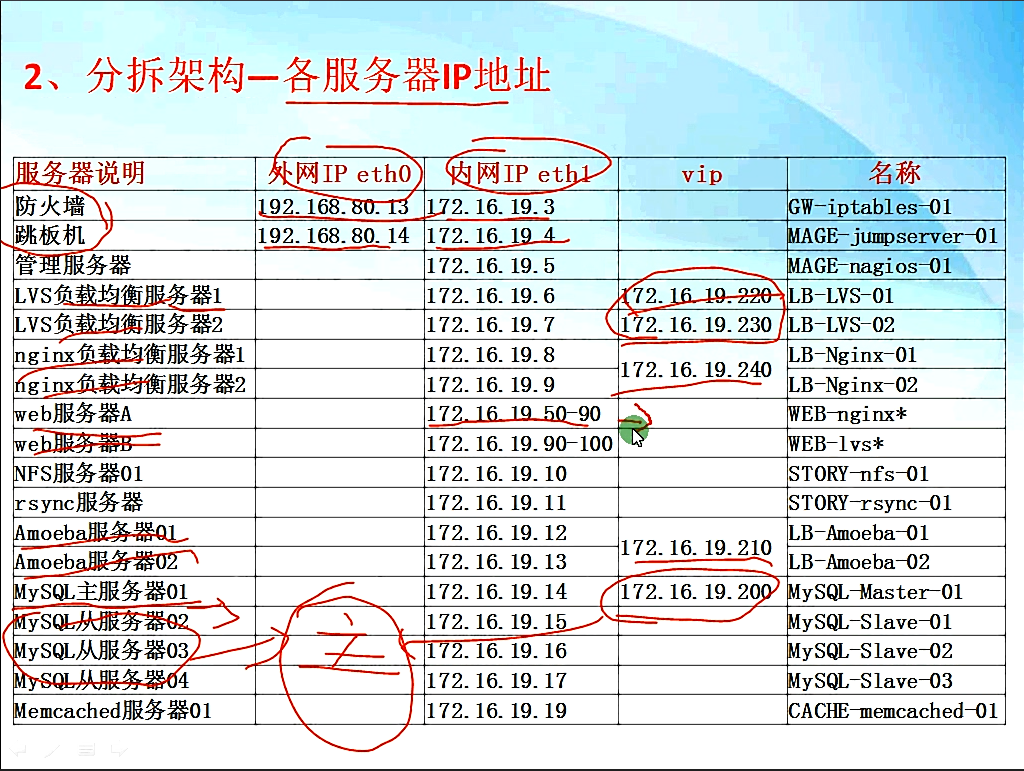 2、分拆架构—各服务器IP地址
服务器说明 外网IP eth0 内网IP eth1 vip 名称
防火墙 192.168.80.13 172.16.19.3 GW-iptables-01
跳板机 192.168.80.14 172.16.19.4 MAGE-jumpserver-01
管理服务器 172.16.19.5 MAGE-nagios-01
LVS负载均衡服务器1 172.16.19.6 172.16.19.220 LB-LVS-01
LVS负载均衡服务器2 172.16.19.7 172.16.19.230 LB-LVS-02
nginx负载均衡服务器1 172.16.19.8 172.16.19.240 LB-Nginx-01
nginx负载均衡服务器2 172.16.19.9 LB-Nginx-02
web服务器A 172.16.19.50-90 WEB-nginx*
web服务器B 172.16.19.90-100 WEB-lvs*
NFS服务器01 172.16.19.10 STORY-nfs-01
rsync服务器 172.16.19.11 STORY-rsync-01
Amoeba服务器01 172.16.19.12 172.16.19.210 LB-Amoeba-01
Amoeba服务器02 172.16.19.13 LB-Amoeba-02
MySQL主服务器01 172.16.19.14 172.16.19.200 MySQL-Master-01
MySQL从服务器02 172.16.19.15 MySQL-Slave-01
MySQL从服务器03 172.16.19.16 MySQL-Slave-02
MySQL从服务器04 172.16.19.17 MySQL-Slave-03
Memcached服务器01 172.16.19.19 CACHE-memcached-01
主